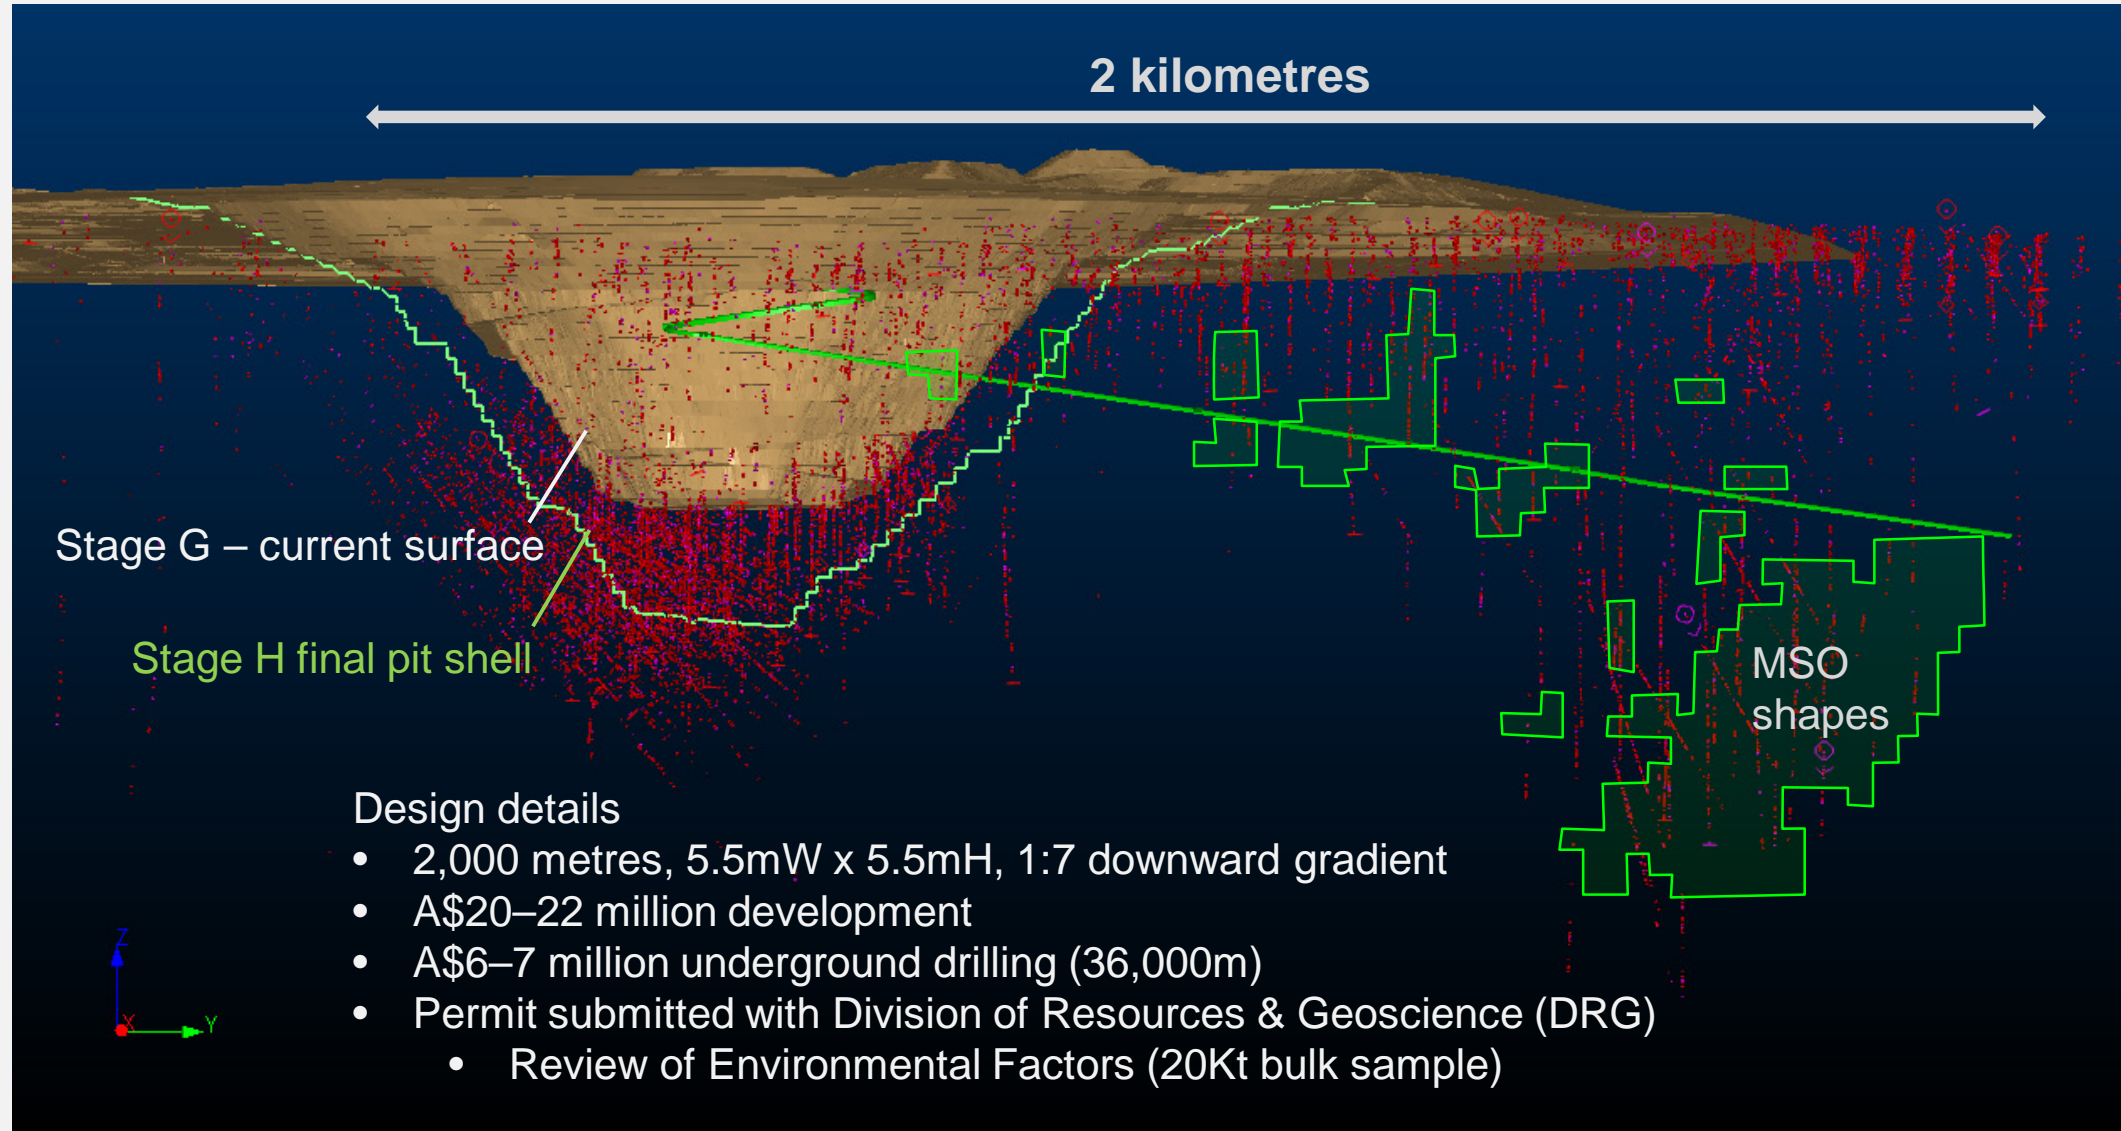 2 kilometres
Stage G – current surface
Stage H final pit shell
MSO
shapes
Design details
• 2,000 metres, 5.5mW x 5.5mH, 1:7 downward gradient
• A$20–22 million development
• A$6–7 million underground drilling (36,000m)
• Permit submitted with Division of Resources & Geoscience (DRG)
• Review of Environmental Factors (20Kt bulk sample)
Z
X
Y